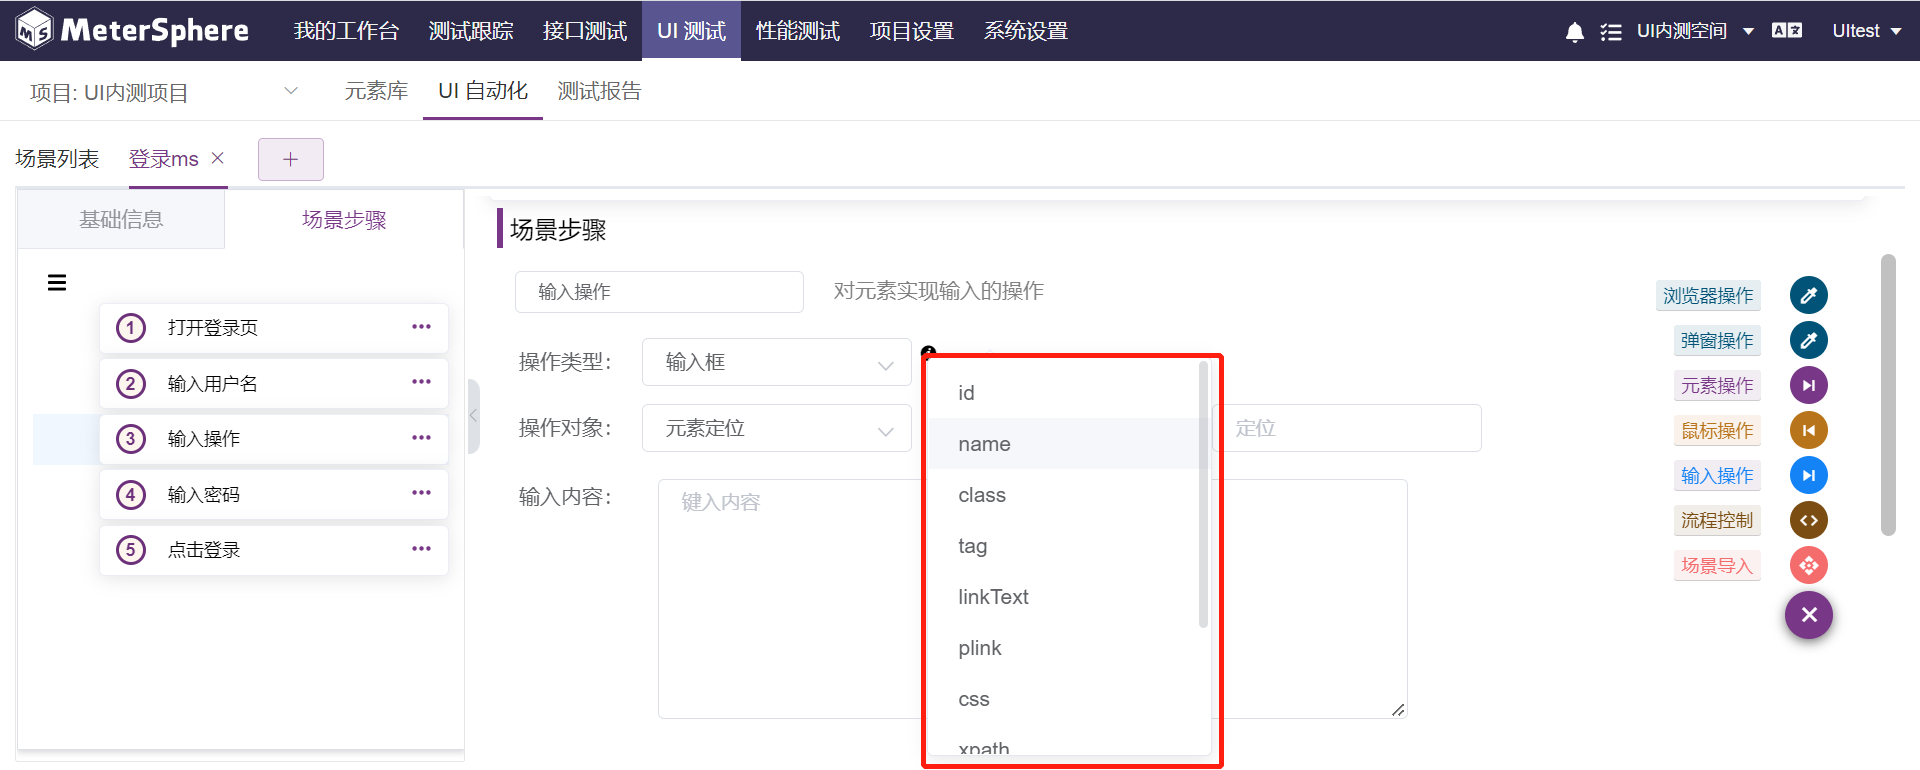 MeterSphere 我的工作台 测试跟踪 接口测试 UI 测试 性能测试 项目设置 系统设置 UI内测空间 UItest
项目: UI内测项目 元素库 UI 自动化 测试报告
场景列表 登录ms × +
基础信息 场景步骤
1 打开登录页
2 输入用户名
3 输入操作
4 输入密码
5 点击登录
场景步骤
输入操作 对元素实现输入的操作
操作类型: 输入框
操作对象: 元素定位 定位
输入内容: 键入内容
id
name
class
tag
linkText
plink
css
xpath
浏览器操作
弹窗操作
元素操作
鼠标操作
输入操作
流程控制
场景导入